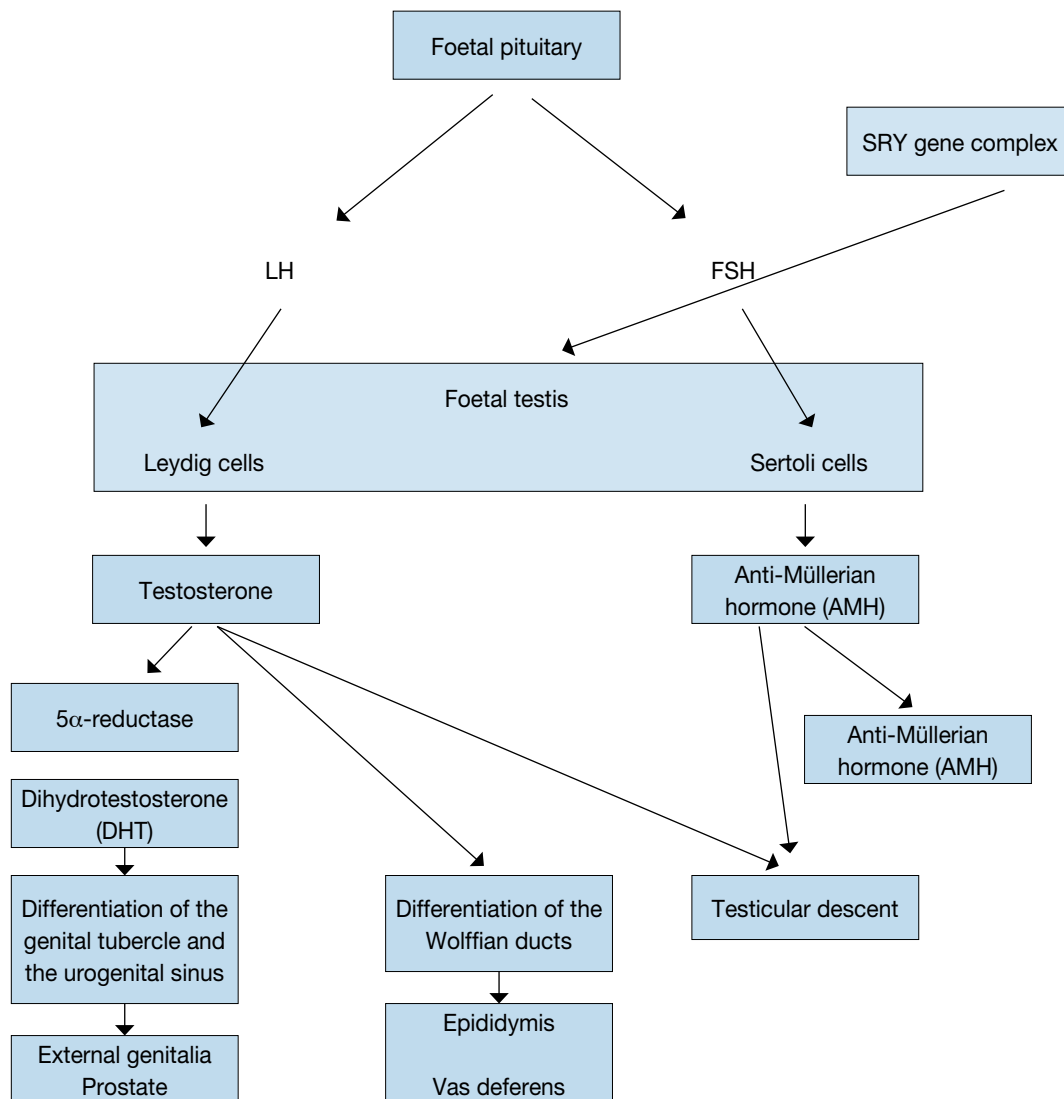 Foetal pituitary
SRY gene complex
LH
FSH
Foetal testis
Leydig cells
Sertoli cells
Testosterone
Anti-Müllerian
hormone (AMH)
5α-reductase
Anti-Müllerian
hormone (AMH)
Dihydrotestosterone
(DHT)
Differentiation of the
genital tubercle and
the urogenital sinus
Differentiation of the
Wolffian ducts
Testicular descent
External genitalia
Prostate
Epididymis
Vas deferens